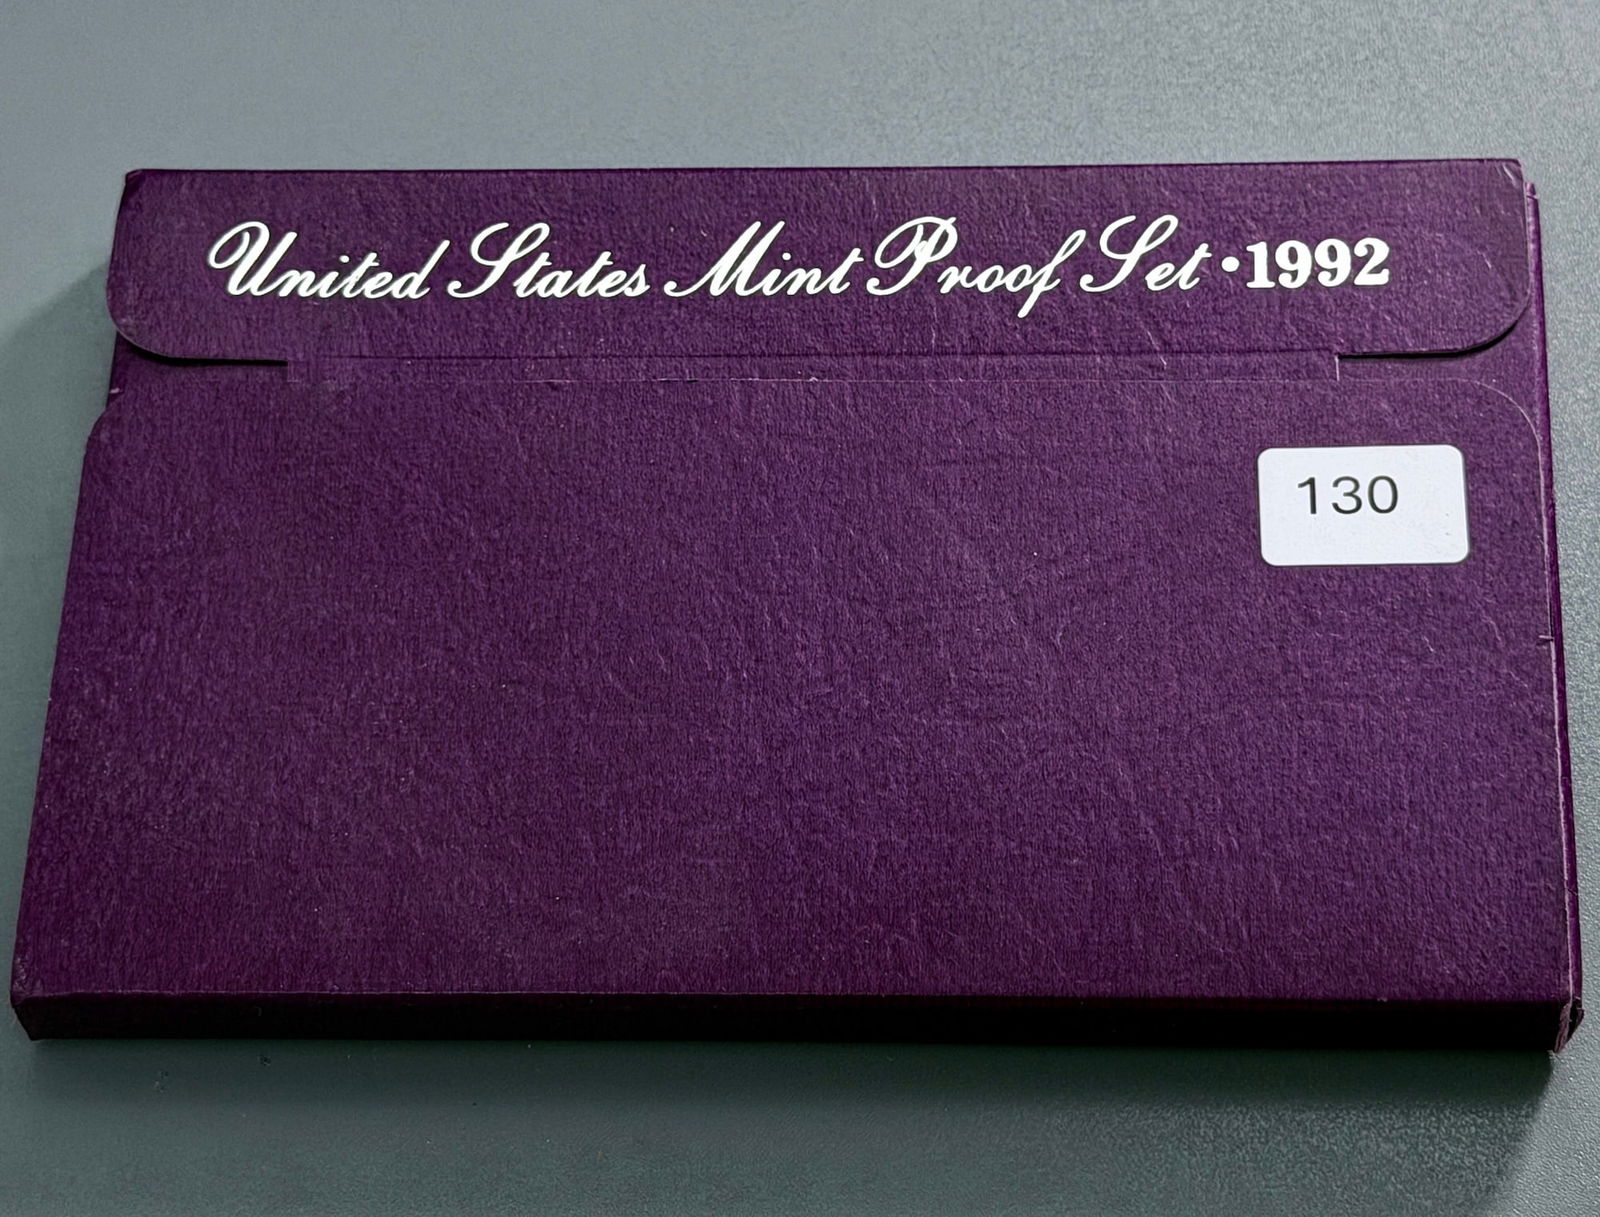 United States Mint Proof Set • 1992
130